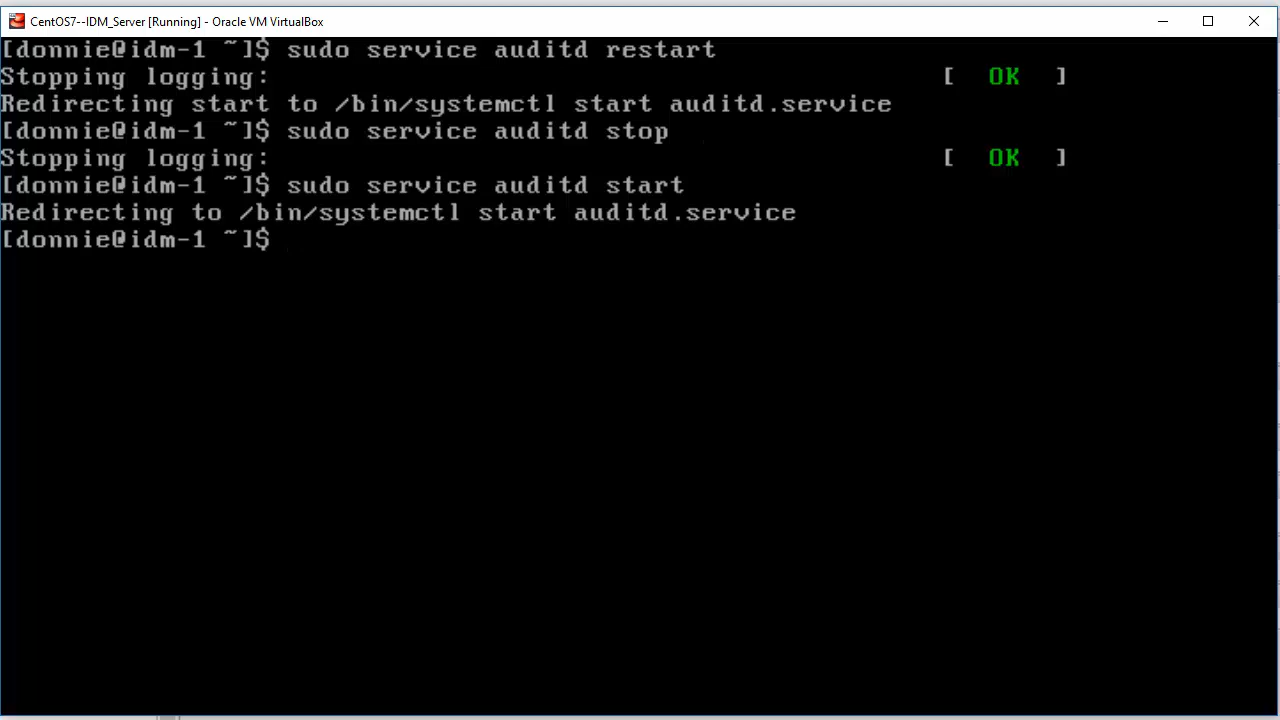 CentOS7--IDM_Server [Running] - Oracle VM VirtualBox
[donnie@idm-1 ~]$ sudo service auditd restart
Stopping logging: [ OK ]
Redirecting start to /bin/systemctl start auditd.service
[donnie@idm-1 ~]$ sudo service auditd stop
Stopping logging: [ OK ]
[donnie@idm-1 ~]$ sudo service auditd start
Redirecting to /bin/systemctl start auditd.service
[donnie@idm-1 ~]$